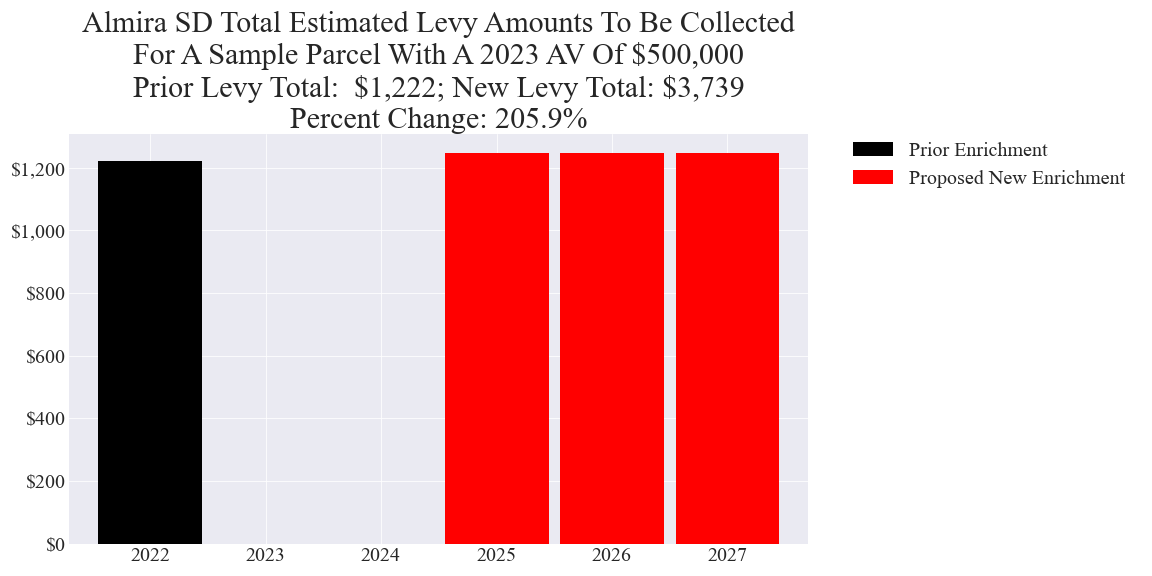 Almira SD Total Estimated Levy Amounts To Be Collected
For A Sample Parcel With A 2023 AV Of $500,000
Prior Levy Total:  $1,222; New Levy Total: $3,739
Percent Change: 205.9%
Prior Enrichment
Proposed New Enrichment
$1,200
$1,000
$800
$600
$400
$200
$0
2022 2023 2024 2025 2026 2027